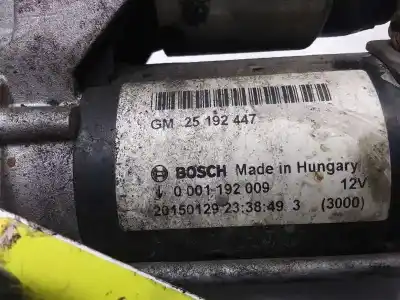 GM 25 192 447
BOSCH Made in Hungary
0 001 192 009 12V
20150129 23:38:49 3 (3000)